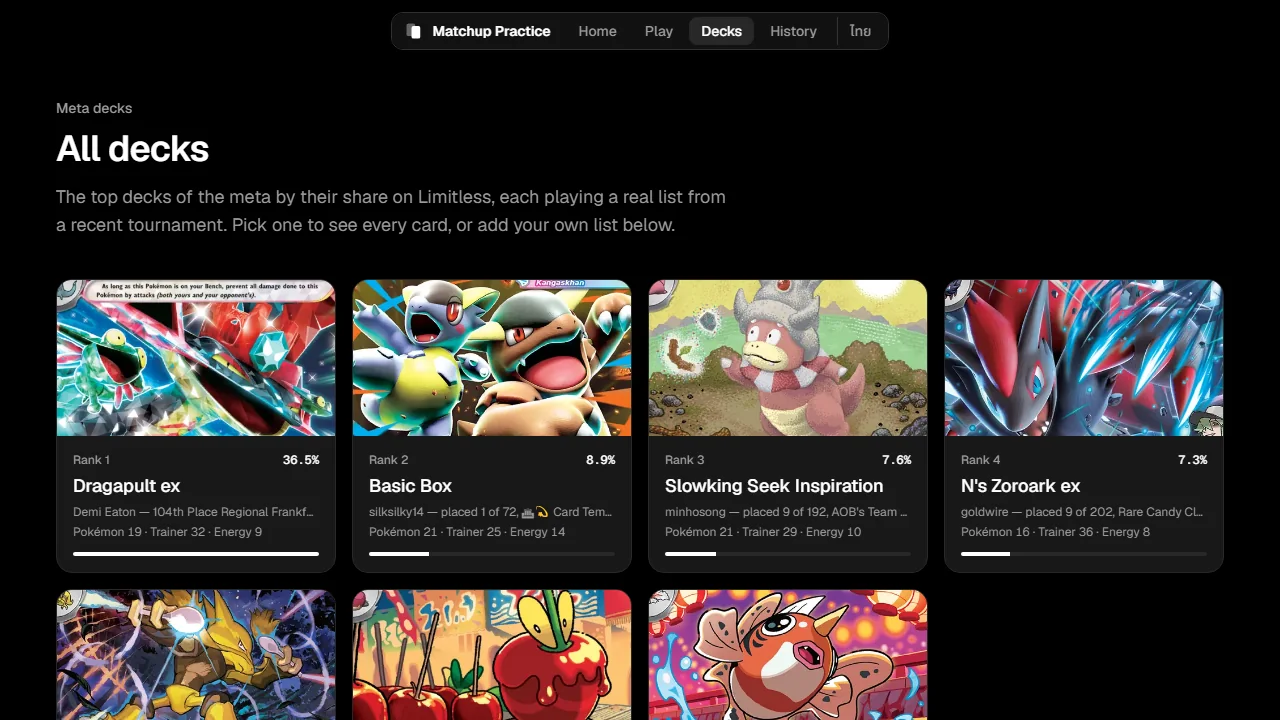 Matchup Practice Home Play Decks History ไทย
Meta decks
All decks
The top decks of the meta by their share on Limitless, each playing a real list from
a recent tournament. Pick one to see every card, or add your own list below.
As long as this Pokémon is on your Bench, prevent all damage done to this
Pokémon by attacks (both yours and your opponent's).
Rank 1 36.5%
Dragapult ex
Demi Eaton — 104th Place Regional Frankf…
Pokémon 19 · Trainer 32 · Energy 9
Kangaskhan
Rank 2 8.9%
Basic Box
silksilky14 — placed 1 of 72, Card Tem…
Pokémon 21 · Trainer 25 · Energy 14
Rank 3 7.6%
Slowking Seek Inspiration
minhosong — placed 9 of 192, AOB's Team …
Pokémon 21 · Trainer 29 · Energy 10
Rank 4 7.3%
N's Zoroark ex
goldwire — placed 9 of 202, Rare Candy CL…
Pokémon 16 · Trainer 36 · Energy 8